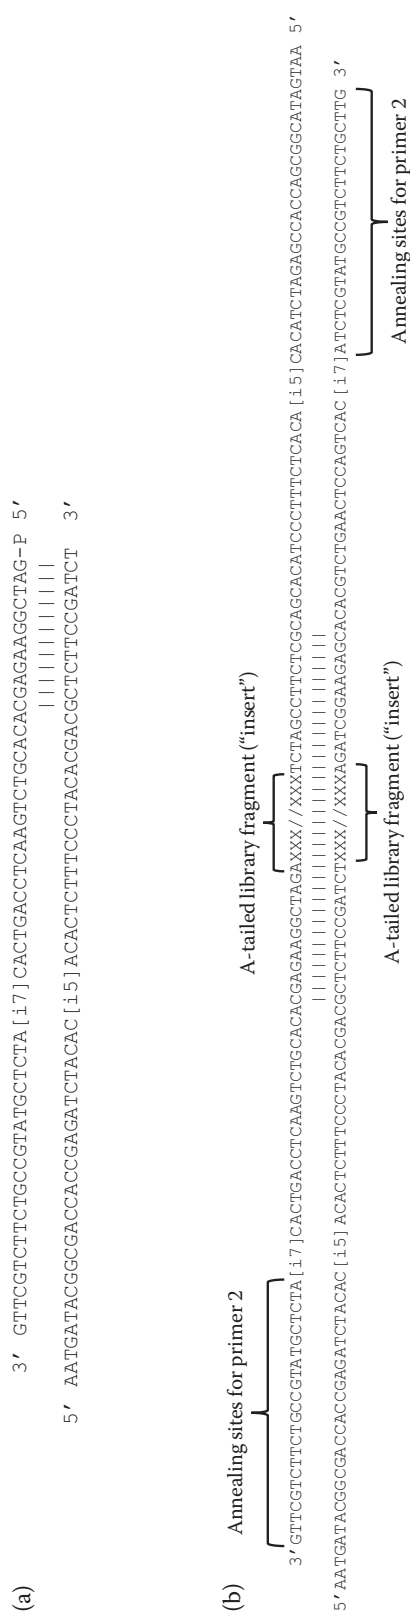 (a)
3′ GTTCGTCTTCTGCCGTATGCTCTA[i7]CACTGACCTCAAGTCTGCACACGAGAAGGCTAG-P 5′
5′ AATGATACGGCGACCACCGAGATCTACAC[i5]ACACTCTTTCCCTACACGACGCTCTTCCGATCT 3′
(b)
Annealing sites for primer 2
A-tailed library fragment (“insert”)
3′GTTCGTCTTCTGCCGTATGCTCTA[i7]CACTGACCTCAAGTCTGCACACGAGAAGGCTAGAXXX//XXXTCTAGCCTTCTCGCAGCACATCCCTTTCTCACA[i5]CACATCTAGAGCCACCAGCGGCATAGTAA 5′
5′AATGATACGGCGACCACCGAGATCTACAC[i5]ACACTCTTTCCCTACACGACGCTCTTCCGATCTXXX//XXXAGATCGGAAGAGCACACGTCTGAACTCCAGTCAC[i7]ATCTCGTATGCCGTCTTCTGCTTG 3′
A-tailed library fragment (“insert”)
Annealing sites for primer 2